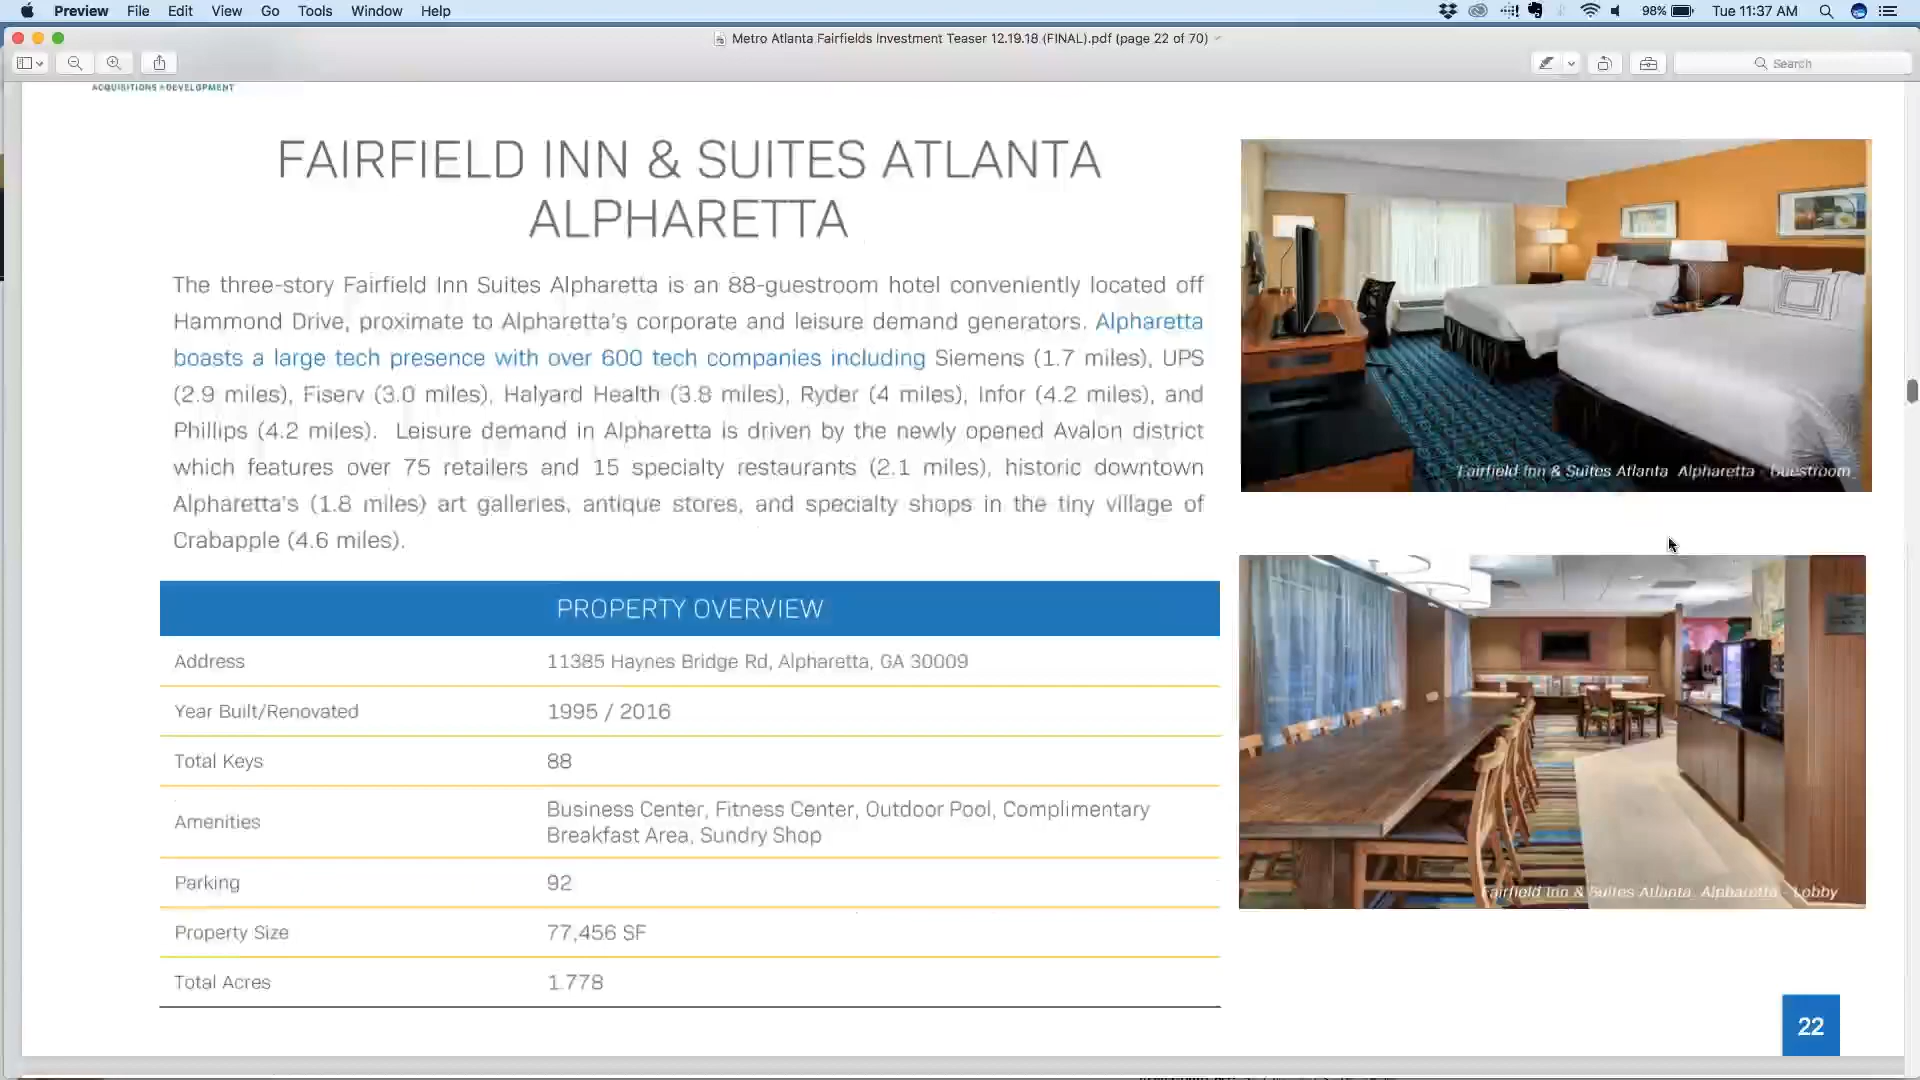 Preview File Edit View Go Tools Window Help 98% Tue 11:37 AM
Metro Atlanta Fairfields Investment Teaser 12.19.18 (FINAL).pdf (page 22 of 70)
Search
ACQUISITIONS + DEVELOPMENT
FAIRFIELD INN & SUITES ATLANTA
ALPHARETTA
The three-story Fairfield Inn Suites Alpharetta is an 88-guestroom hotel conveniently located off
Hammond Drive, proximate to Alpharetta's corporate and leisure demand generators. Alpharetta
boasts a large tech presence with over 600 tech companies including Siemens (1.7 miles), UPS
(2.9 miles), Fiserv (3.0 miles), Halyard Health (3.8 miles), Ryder (4 miles), Infor (4.2 miles), and
Phillips (4.2 miles). Leisure demand in Alpharetta is driven by the newly opened Avalon district
which features over 75 retailers and 15 specialty restaurants (2.1 miles), historic downtown
Alpharetta's (1.8 miles) art galleries, antique stores, and specialty shops in the tiny village of
Crabapple (4.6 miles).
PROPERTY OVERVIEW
Address 11385 Haynes Bridge Rd, Alpharetta, GA 30009
Year Built/Renovated 1995 / 2016
Total Keys 88
Amenities Business Center, Fitness Center, Outdoor Pool, Complimentary
Breakfast Area, Sundry Shop
Parking 92
Property Size 77,456 SF
Total Acres 1.778
Fairfield Inn & Suites Atlanta Alpharetta - Guestroom
Fairfield Inn & Suites Atlanta Alpharetta - Lobby
22